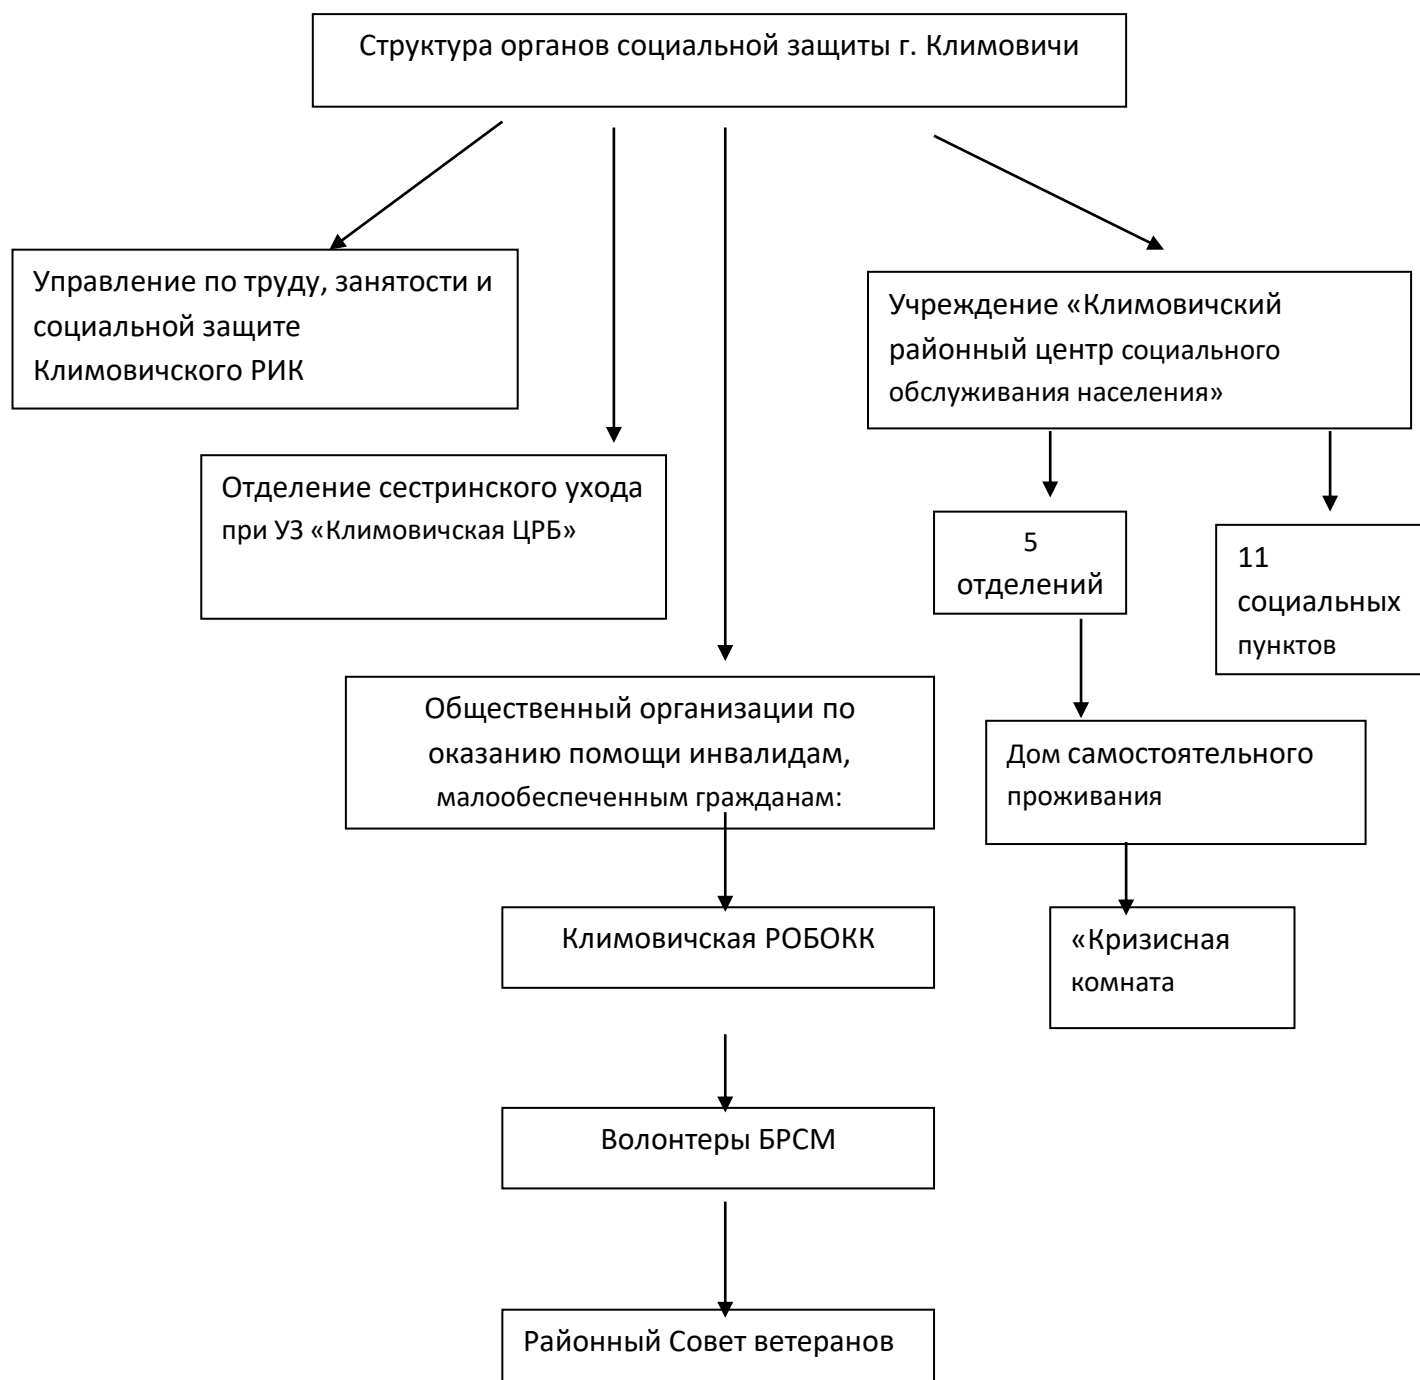 Структура органов социальной защиты г. Климовичи
Управление по труду, занятости и
социальной защите
Климовичского РИК
Учреждение «Климовичский
районный центр социального
обслуживания населения»
Отделение сестринского ухода
при УЗ «Климовичская ЦРБ»
5
отделений
11
социальных
пунктов
Общественный организации по
оказанию помощи инвалидам,
малообеспеченным гражданам:
Дом самостоятельного
проживания
Климовичская РОБОКК
«Кризисная
комната
Волонтеры БРСМ
Районный Совет ветеранов